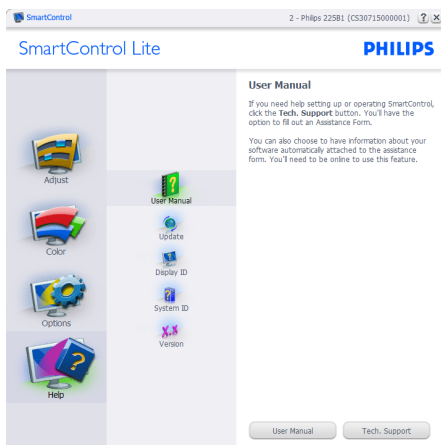 SmartControl
2 - Philips 225B1 (CS30715000001)
? X
SmartControl Lite
PHILIPS
Adjust
Color
Options
Help
User Manual
Update
Display ID
System ID
X.X
Version
User Manual
If you need help setting up or operating SmartControl,
click the Tech. Support button. You'll have the
option to fill out an Assistance Form.
You can also choose to have information about your
software automatically attached to the assistance
form. You'll need to be online to use this feature.
User Manual
Tech. Support